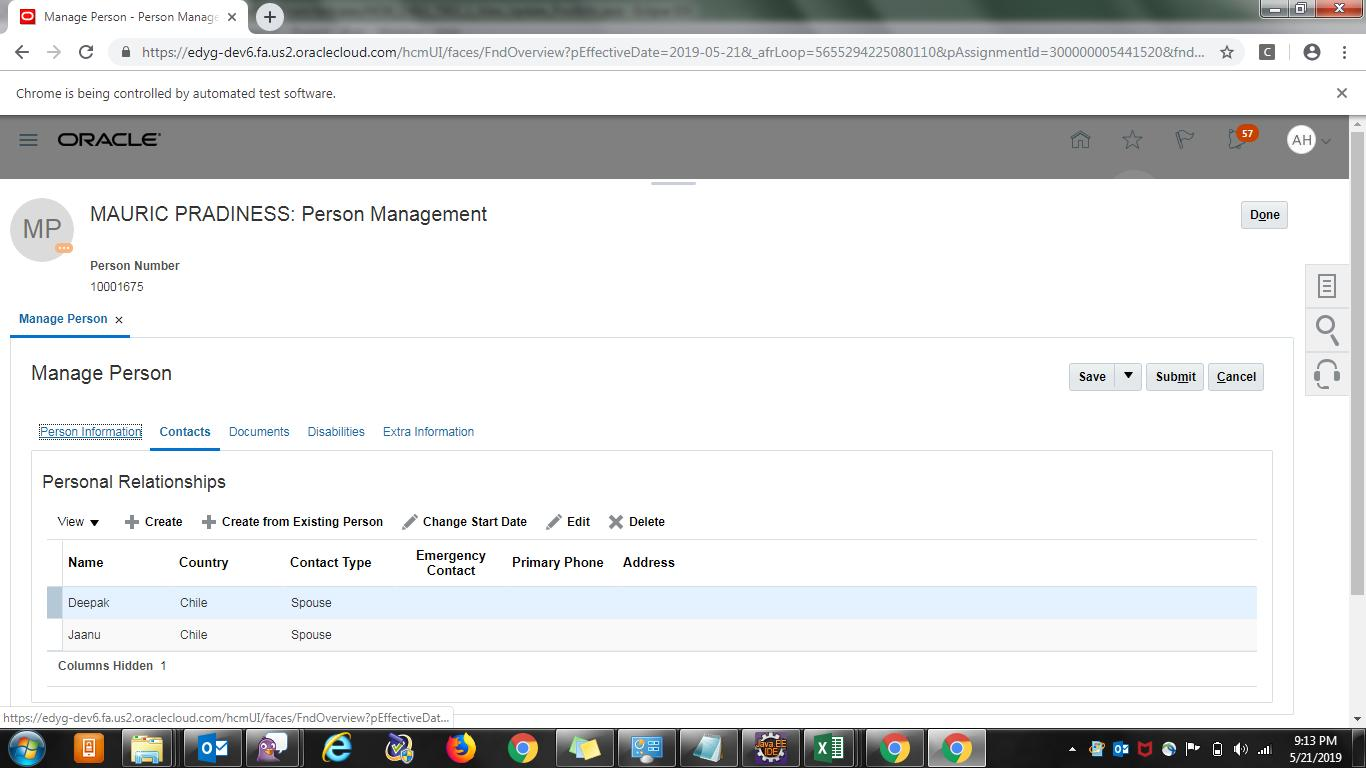 Manage Person - Person Manage
https://edyg-dev6.fa.us2.oraclecloud.com/hcmUI/faces/FndOverview?pEffectiveDate=2019-05-21&_afrLoop=5655294225080110&pAssignmentId=300000005441520&fnd...
C
Chrome is being controlled by automated test software.
ORACLE
57
AH
MP
MAURIC PRADINESS: Person Management
Done
Person Number
10001675
Manage Person
Manage Person
Save
Submit
Cancel
Person Information
Contacts
Documents
Disabilities
Extra Information
Personal Relationships
View
Create
Create from Existing Person
Change Start Date
Edit
Delete
Name Country Contact Type Emergency Contact Primary Phone Address
Deepak Chile Spouse
Jaanu Chile Spouse
Columns Hidden 1
https://edyg-dev6.fa.us2.oraclecloud.com/hcmUI/faces/FndOverview?pEffectiveDat...
Java EE
IDE
9:13 PM
5/21/2019